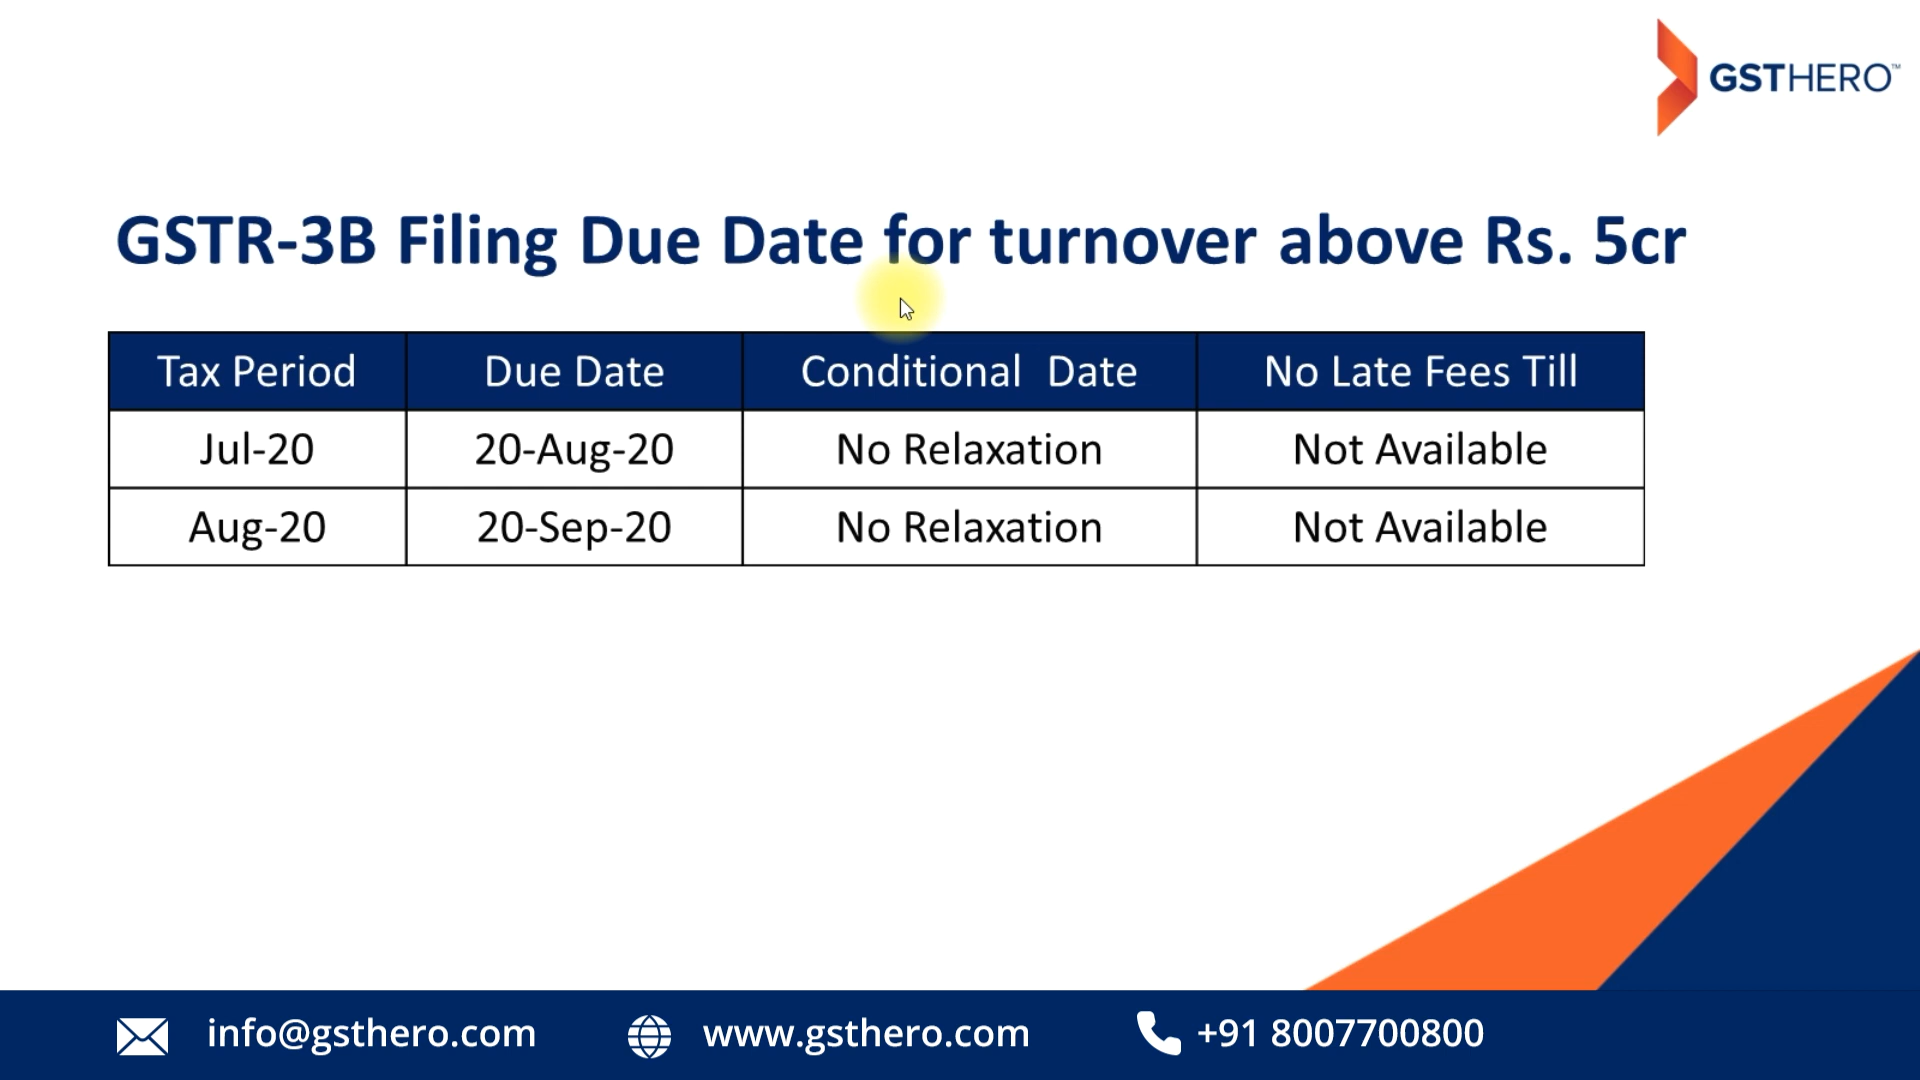 GSTHERO™
GSTR-3B Filing Due Date for turnover above Rs. 5cr
Tax Period Due Date Conditional Date No Late Fees Till
Jul-20 20-Aug-20 No Relaxation Not Available
Aug-20 20-Sep-20 No Relaxation Not Available
info@gsthero.com www.gsthero.com +91 8007700800